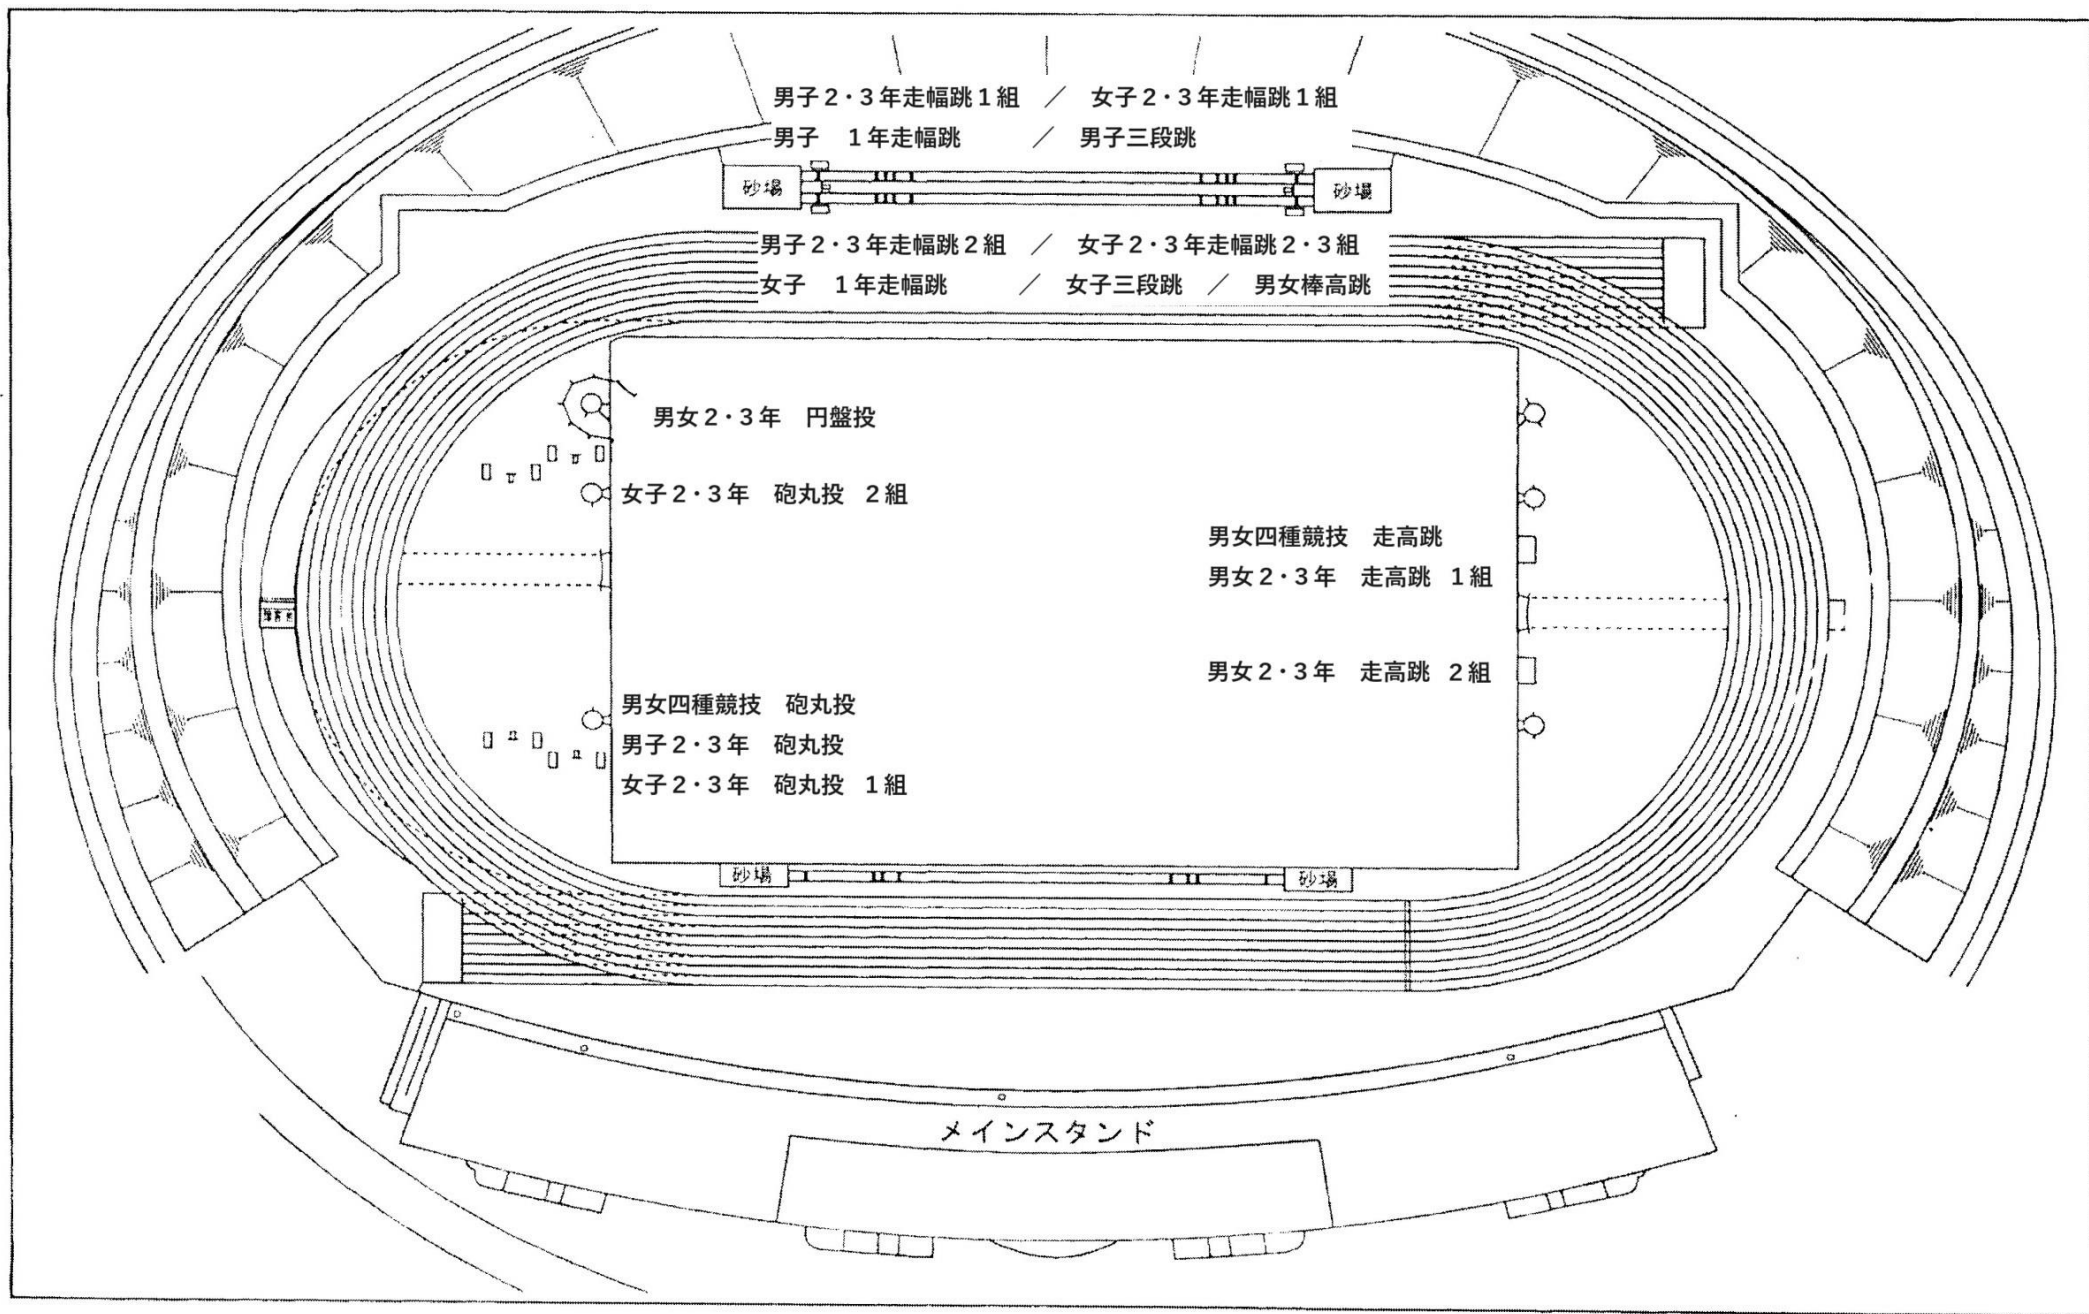 男子２・３年走幅跳１組　／　女子２・３年走幅跳１組
男子　１年走幅跳　　　／　男子三段跳
砂場
砂場
男子２・３年走幅跳２組　／　女子２・３年走幅跳２・３組
女子　１年走幅跳　　　／　女子三段跳　／　男女棒高跳
男女２・３年　円盤投
女子２・３年　砲丸投　２組
男女四種競技　走高跳
男女２・３年　走高跳　１組
男女２・３年　走高跳　２組
男女四種競技　砲丸投
男子２・３年　砲丸投
女子２・３年　砲丸投　１組
砂場
砂場
メインスタンド